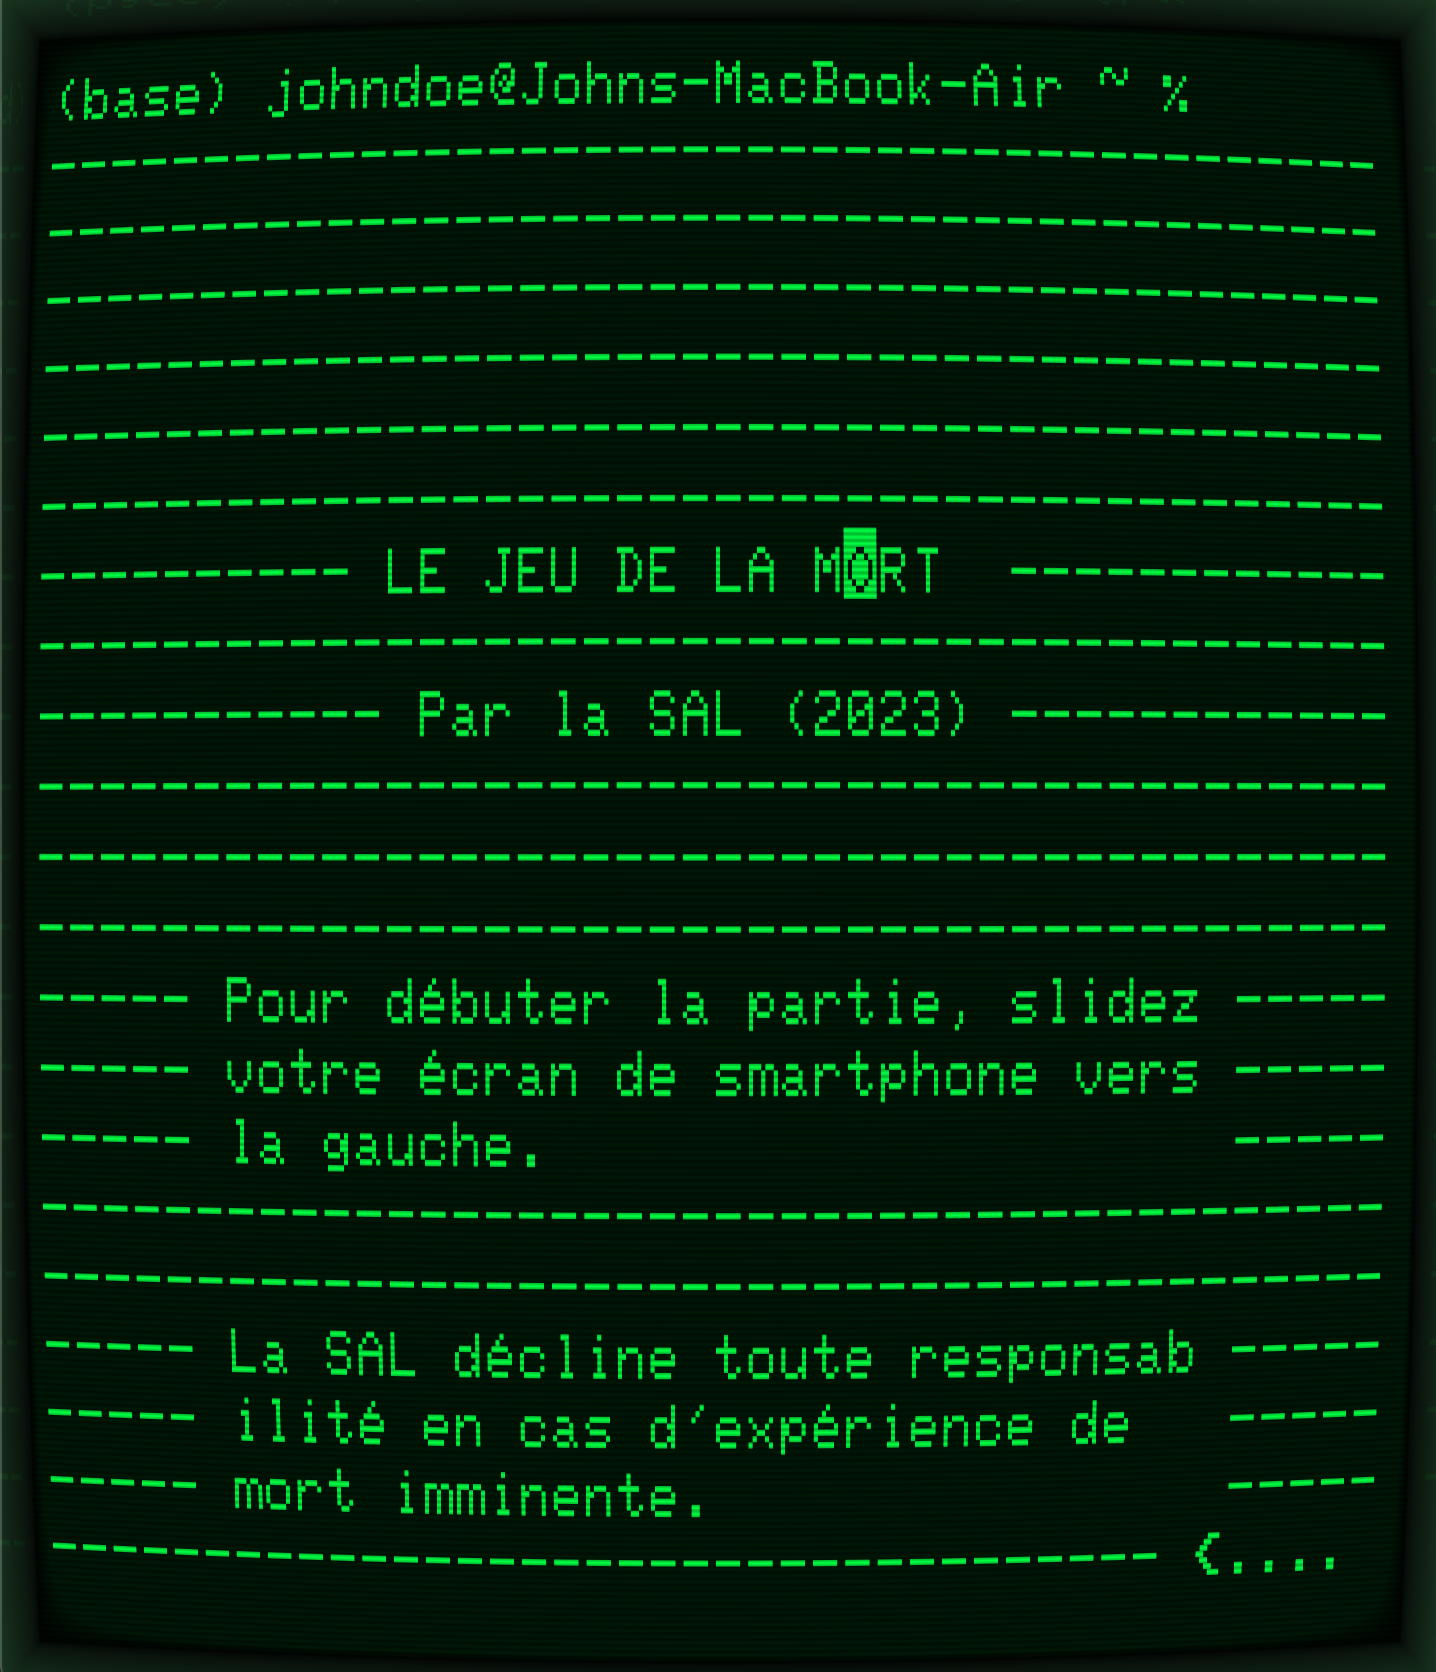 (base) johndoe@Johns-MacBook-Air ~ %
-------------------------------------------
-------------------------------------------
-------------------------------------------
-------------------------------------------
-------------------------------------------
-------------------------------------------
---------- LE JEU DE LA MORT ------------
-------------------------------------------
----------- Par la SAL (2023) ------------
-------------------------------------------
-------------------------------------------
-------------------------------------------
----- Pour débuter la partie, slidez -----
----- votre écran de smartphone vers -----
----- la gauche. -----
-------------------------------------------
-------------------------------------------
----- La SAL décline toute responsab -----
----- ilité en cas d'expérience de -----
----- mort imminente. -----
------------------------------------ {....